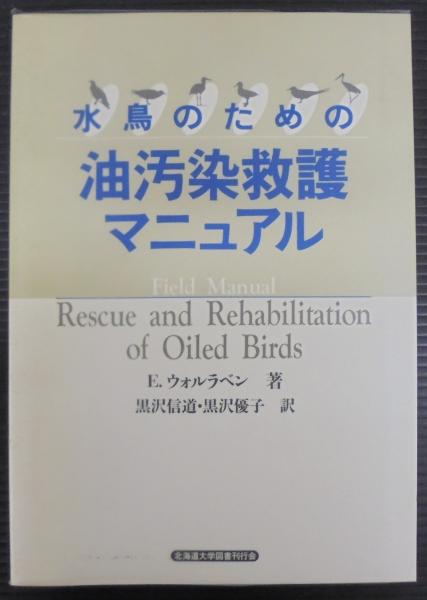 水鳥のための
油汚染救護
マニュアル
Field Manual
Rescue and Rehabilitation
of Oiled Birds
E. ウォルラベン　著
黒沢信道・黒沢優子　訳
北海道大学図書刊行会